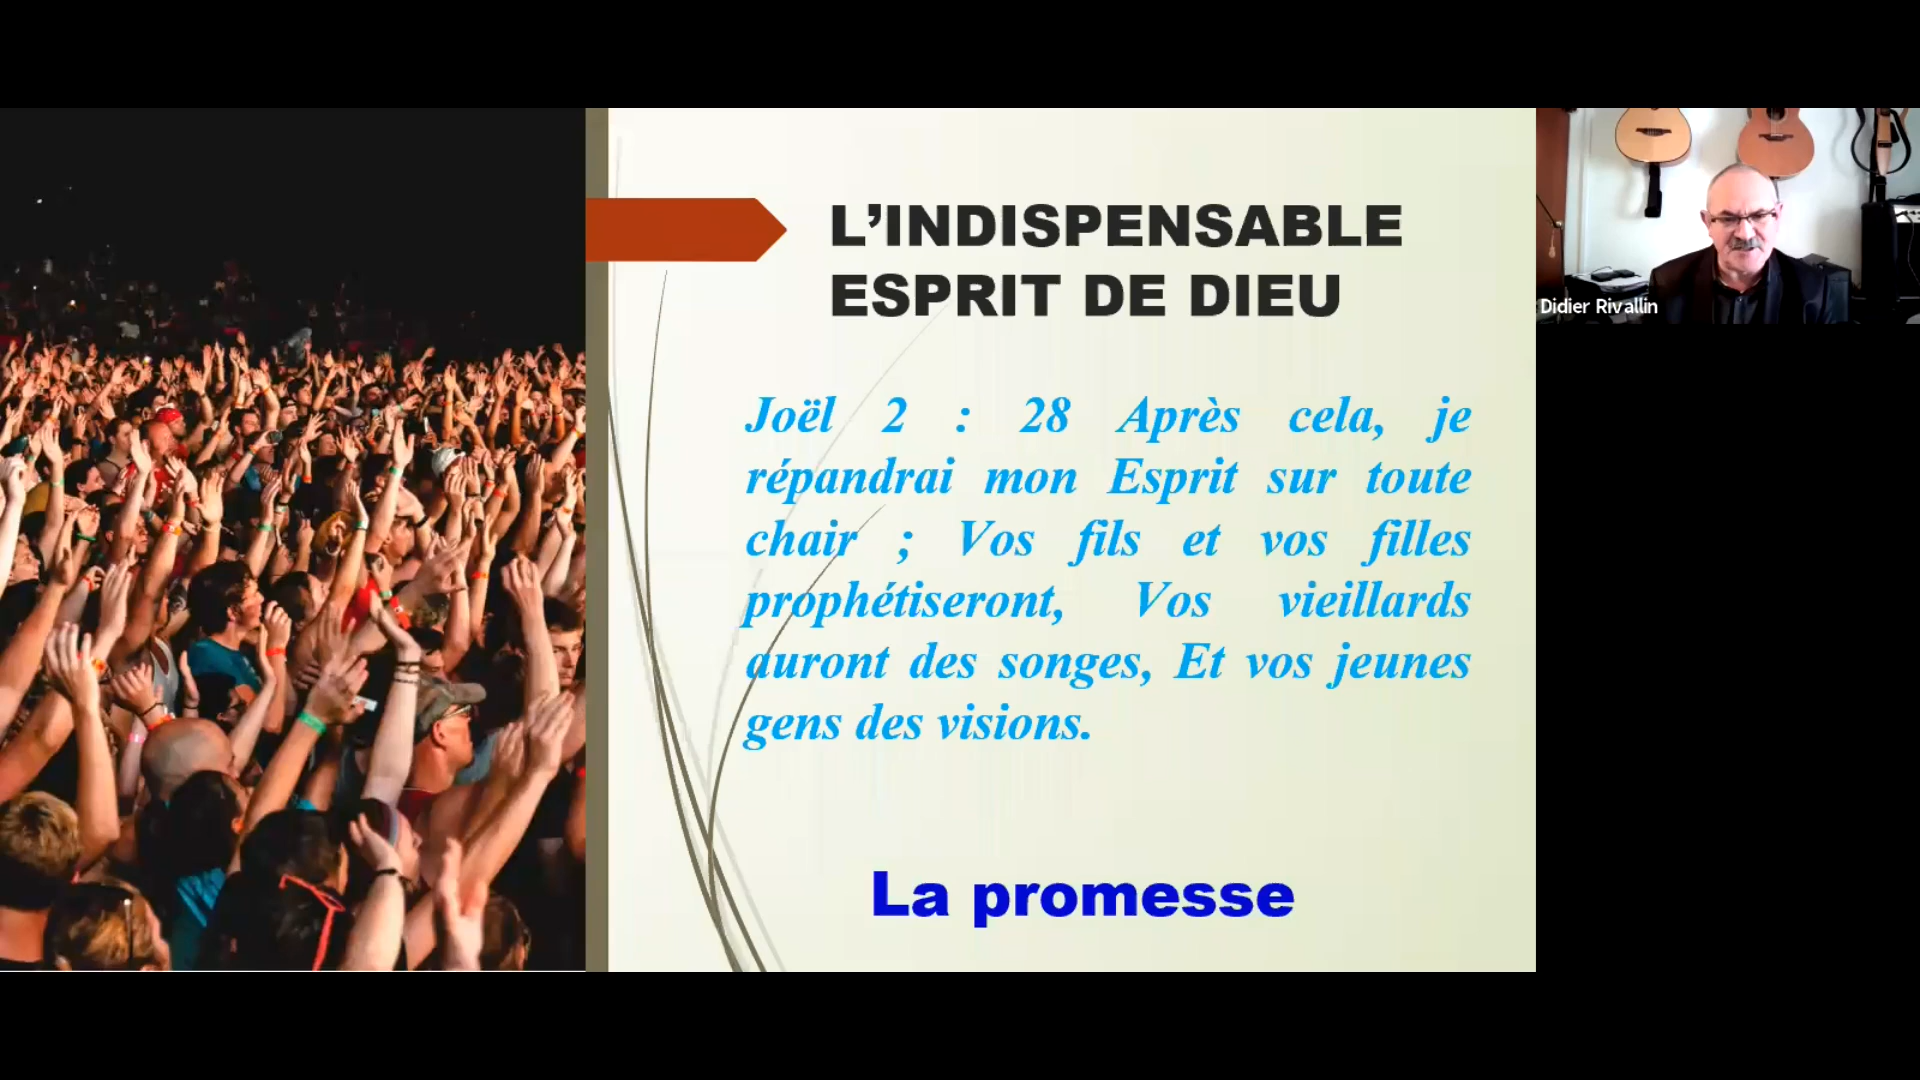 L’INDISPENSABLE
ESPRIT DE DIEU
Joël 2 : 28 Après cela, je
répandrai mon Esprit sur toute
chair ; Vos fils et vos filles
prophétiseront, Vos vieillards
auront des songes, Et vos jeunes
gens des visions.
La promesse
Didier Rivallin